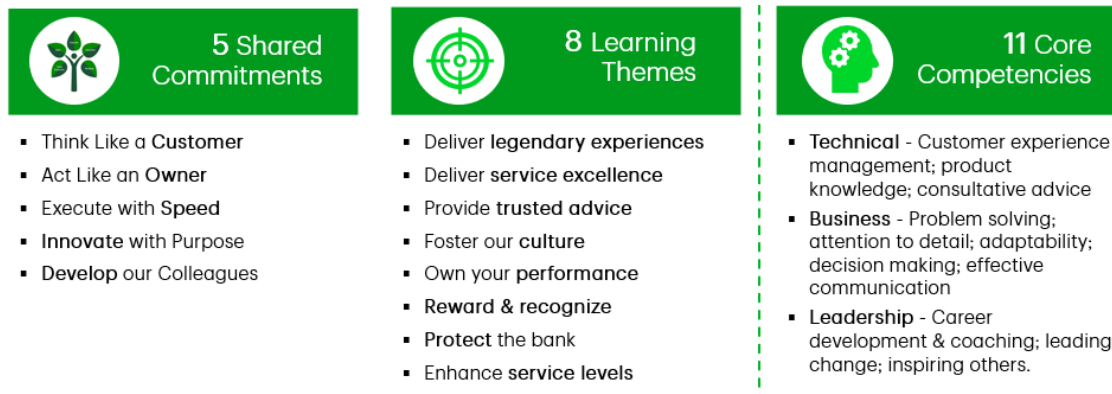 5 Shared
Commitments
▪ Think Like a Customer
▪ Act Like an Owner
▪ Execute with Speed
▪ Innovate with Purpose
▪ Develop our Colleagues
8 Learning
Themes
▪ Deliver legendary experiences
▪ Deliver service excellence
▪ Provide trusted advice
▪ Foster our culture
▪ Own your performance
▪ Reward & recognize
▪ Protect the bank
▪ Enhance service levels
11 Core
Competencies
▪ Technical - Customer experience
management; product
knowledge; consultative advice
▪ Business - Problem solving;
attention to detail; adaptability;
decision making; effective
communication
▪ Leadership - Career
development & coaching; leading
change; inspiring others.